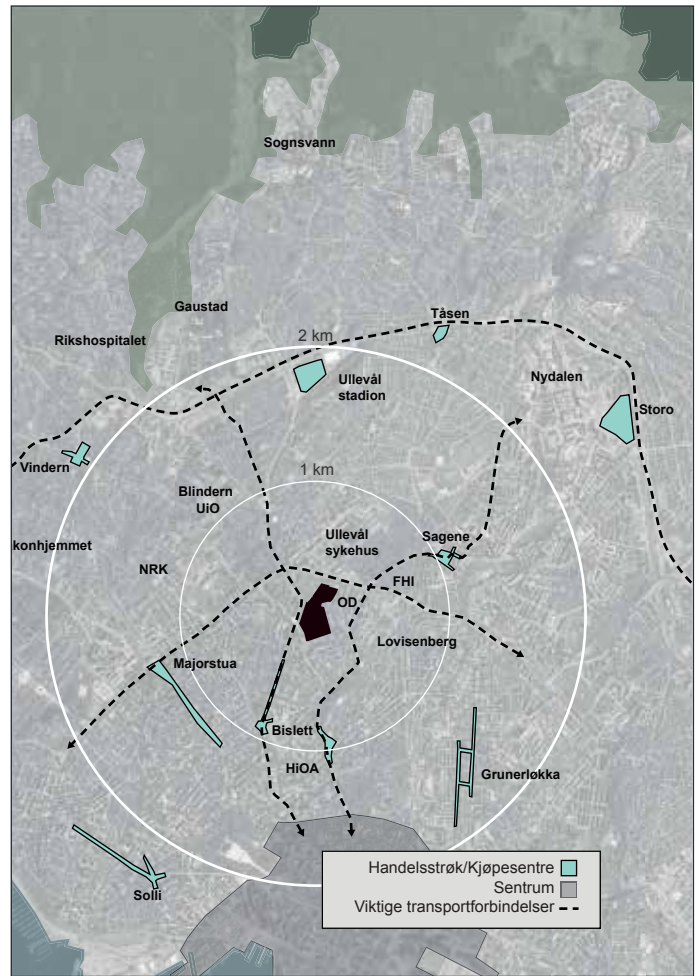 Sognsvann
Gaustad
Tåsen
Rikshospitalet
2 km
Nydalen
Ullevål
stadion
Storo
Vindern
1 km
Blindern
UiO
Ullevål
sykehus
Sagene
konhjemmet
NRK
FHI
OD
Lovisenberg
Majorstua
Bislett
HiOA
Grunerløkka
Solli
Handelsstrøk/Kjøpesentre
Sentrum
Viktige transportforbindelser